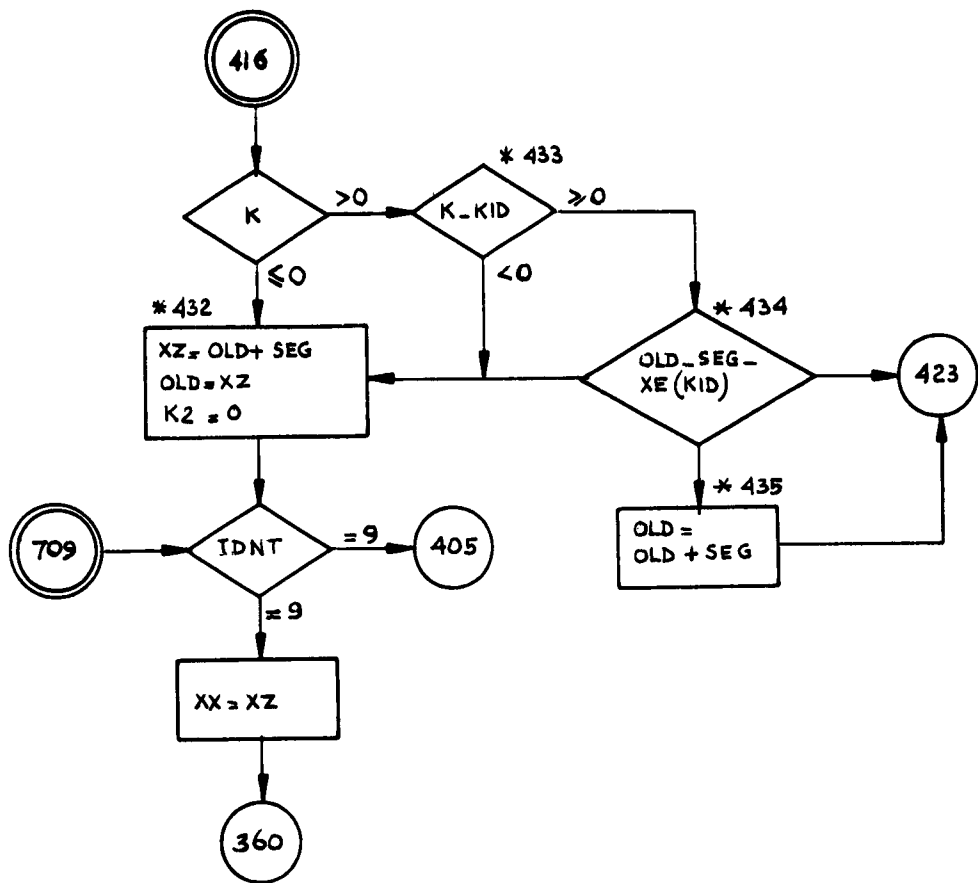 416
* 433
K
>0
K_KID
⩾0
⩽0
<0
* 432
* 434
XZ = OLD + SEG
OLD = XZ
K2 = 0
OLD_SEG_
XE (KID)
423
* 435
709
IDNT
= 9
405
OLD =
OLD + SEG
= 9
XX = XZ
360